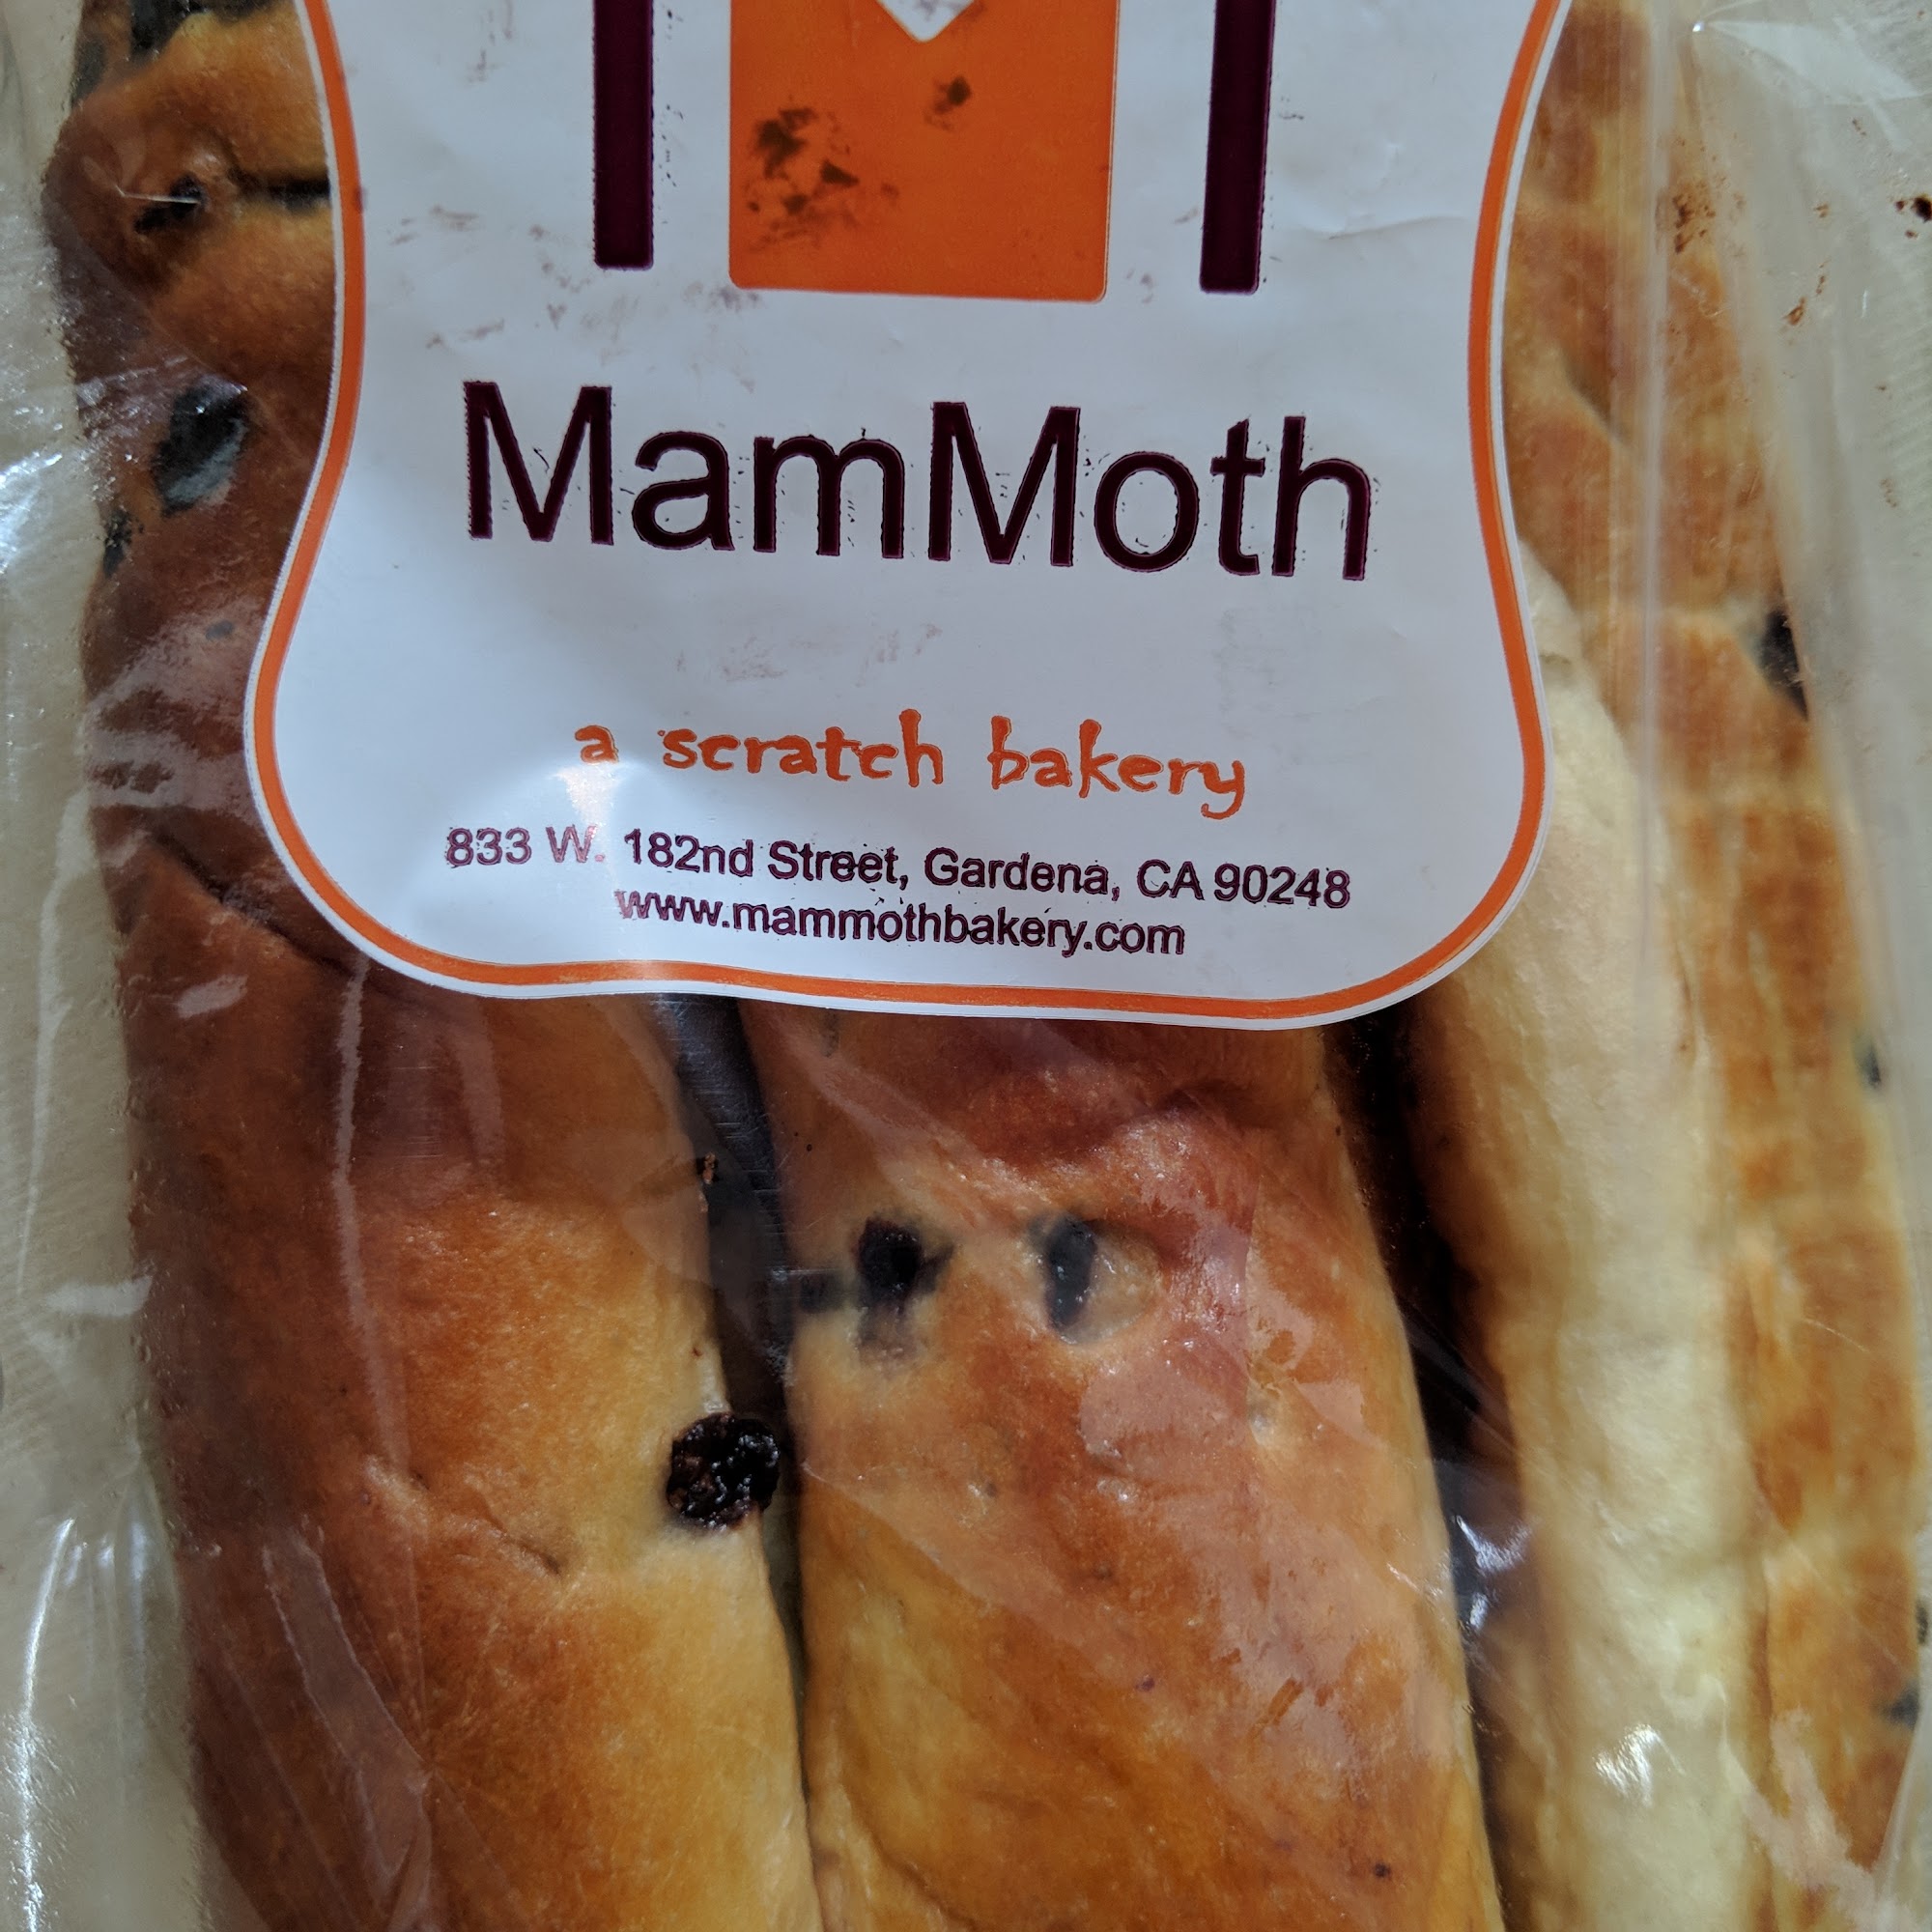 MamMoth
a scratch bakery
833 W. 182nd Street, Gardena, CA 90248
www.mammothbakery.com